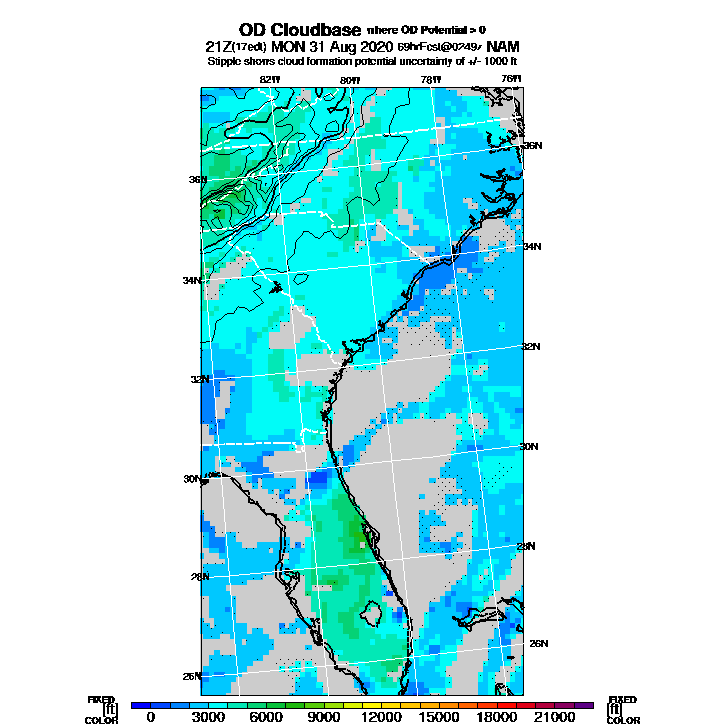 OD Cloudbase where OD Potential > 0
21Z(17edt) MON 31 Aug 2020 69hrFcst@0249z NAM
Stipple shows cloud formation potential uncertainty of +/- 1000 ft
82W 80W 78W 76W
36N 36N
34N 34N
32N 32N
30N 30N
28N 28N
26N 26N
FIXED [ft] COLOR
0 3000 6000 9000 12000 15000 18000 21000
FIXED [ft] COLOR